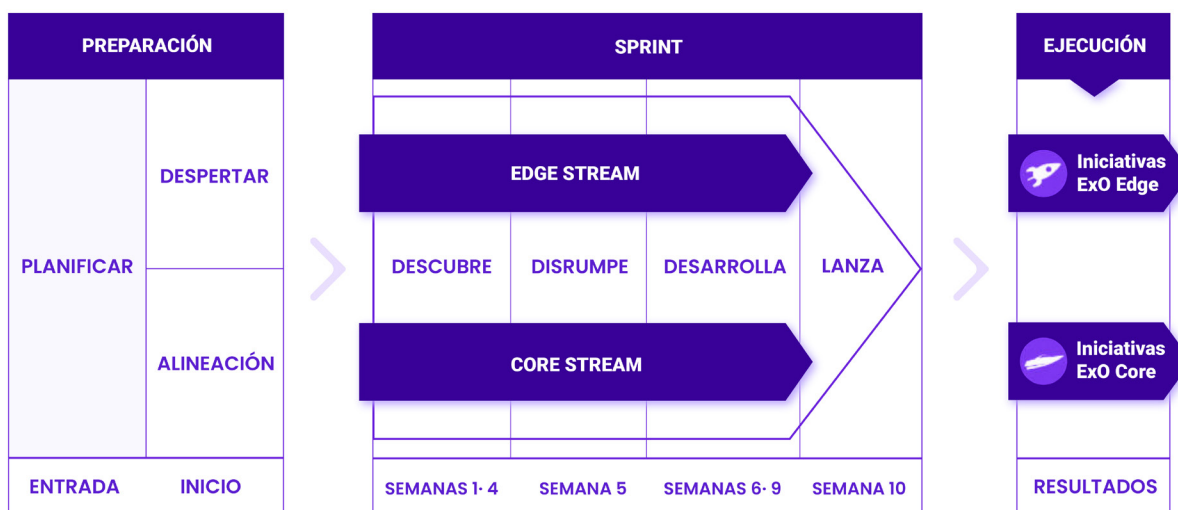 PREPARACIÓN
SPRINT
EJECUCIÓN
PLANIFICAR
DESPERTAR
ALINEACIÓN
EDGE STREAM
DESCUBRE
DISRUMPE
DESARROLLA
LANZA
CORE STREAM
Iniciativas
ExO Edge
Iniciativas
ExO Core
ENTRADA
INICIO
SEMANAS 1· 4
SEMANA 5
SEMANAS 6· 9
SEMANA 10
RESULTADOS